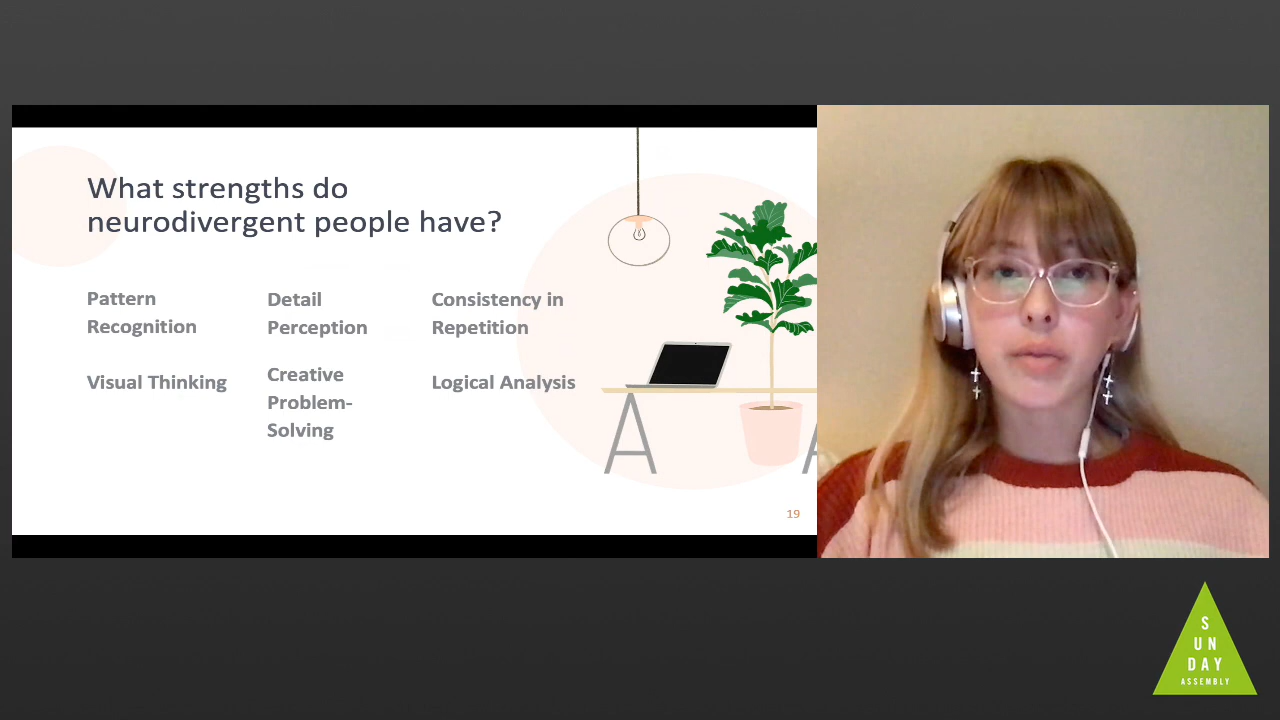 What strengths do
neurodivergent people have?
Pattern
Recognition
Detail
Perception
Consistency in
Repetition
Visual Thinking
Creative
Problem-
Solving
Logical Analysis
19
S
UN
DAY
ASSEMBLY